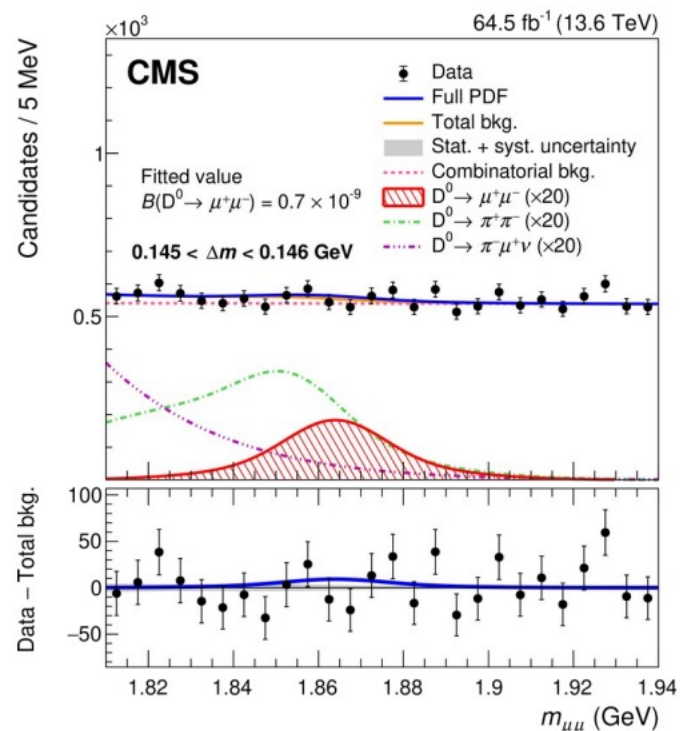 ×10³
64.5 fb⁻¹ (13.6 TeV)
CMS
Data
Full PDF
Total bkg.
Stat. + syst. uncertainty
Combinatorial bkg.
D⁰→ μ⁺μ⁻ (×20)
D⁰→ π⁺π⁻ (×20)
D⁰→ π⁻μ⁺ν (×20)
Fitted value
B(D⁰→ μ⁺μ⁻) = 0.7 × 10⁻⁹
0.145 < Δm < 0.146 GeV
Candidates / 5 MeV
1
0.5
Data − Total bkg.
100
50
0
−50
1.82 1.84 1.86 1.88 1.9 1.92 1.94
m_μμ (GeV)